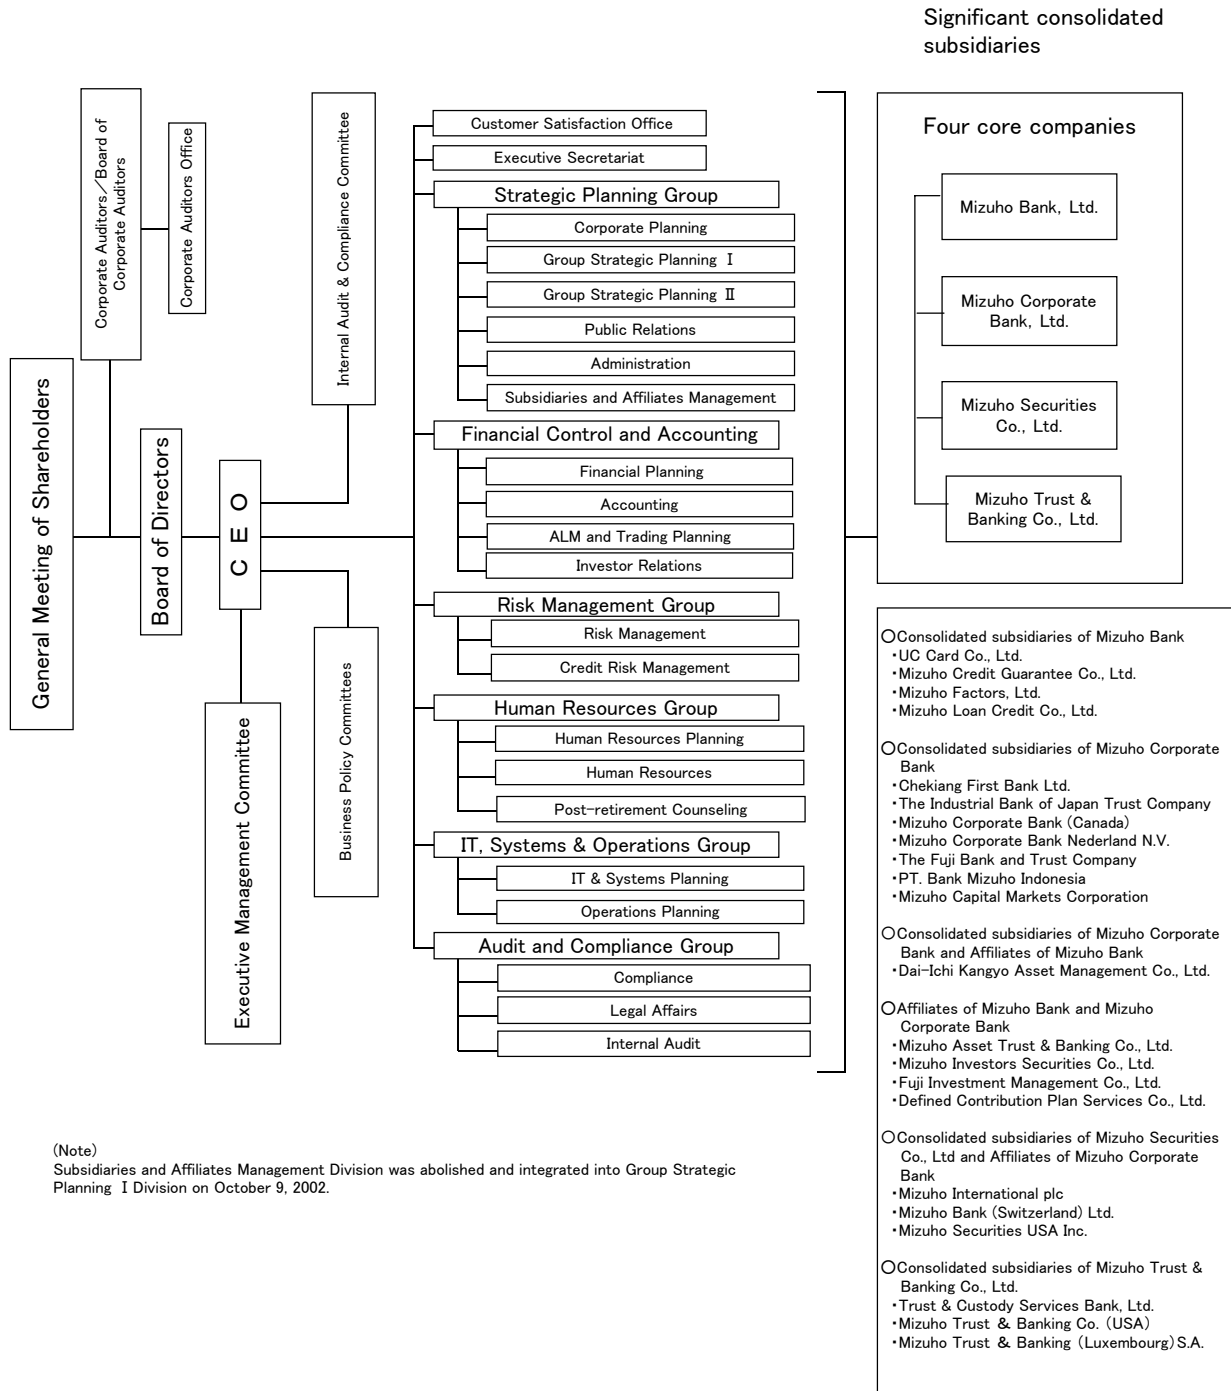 Significant consolidated
subsidiaries
General Meeting of Shareholders
Corporate Auditors／Board of
Corporate Auditors
Corporate Auditors Office
Board of Directors
CEO
Executive Management Committee
Internal Audit & Compliance Committee
Business Policy Committees
Customer Satisfaction Office
Executive Secretariat
Strategic Planning Group
Corporate Planning
Group Strategic Planning Ⅰ
Group Strategic Planning Ⅱ
Public Relations
Administration
Subsidiaries and Affiliates Management
Financial Control and Accounting
Financial Planning
Accounting
ALM and Trading Planning
Investor Relations
Risk Management Group
Risk Management
Credit Risk Management
Human Resources Group
Human Resources Planning
Human Resources
Post-retirement Counseling
IT, Systems & Operations Group
IT & Systems Planning
Operations Planning
Audit and Compliance Group
Compliance
Legal Affairs
Internal Audit
Four core companies
Mizuho Bank, Ltd.
Mizuho Corporate
Bank, Ltd.
Mizuho Securities
Co., Ltd.
Mizuho Trust &
Banking Co., Ltd.
○Consolidated subsidiaries of Mizuho Bank
・UC Card Co., Ltd.
・Mizuho Credit Guarantee Co., Ltd.
・Mizuho Factors, Ltd.
・Mizuho Loan Credit Co., Ltd.
○Consolidated subsidiaries of Mizuho Corporate
Bank
・Chekiang First Bank Ltd.
・The Industrial Bank of Japan Trust Company
・Mizuho Corporate Bank (Canada)
・Mizuho Corporate Bank Nederland N.V.
・The Fuji Bank and Trust Company
・PT. Bank Mizuho Indonesia
・Mizuho Capital Markets Corporation
○Consolidated subsidiaries of Mizuho Corporate
Bank and Affiliates of Mizuho Bank
・Dai-Ichi Kangyo Asset Management Co., Ltd.
○Affiliates of Mizuho Bank and Mizuho
Corporate Bank
・Mizuho Asset Trust & Banking Co., Ltd.
・Mizuho Investors Securities Co., Ltd.
・Fuji Investment Management Co., Ltd.
・Defined Contribution Plan Services Co., Ltd.
○Consolidated subsidiaries of Mizuho Securities
Co., Ltd and Affiliates of Mizuho Corporate
Bank
・Mizuho International plc
・Mizuho Bank (Switzerland) Ltd.
・Mizuho Securities USA Inc.
○Consolidated subsidiaries of Mizuho Trust &
Banking Co., Ltd.
・Trust & Custody Services Bank, Ltd.
・Mizuho Trust & Banking Co. (USA)
・Mizuho Trust & Banking (Luxembourg)S.A.
(Note)
Subsidiaries and Affiliates Management Division was abolished and integrated into Group Strategic
Planning Ⅰ Division on October 9, 2002.